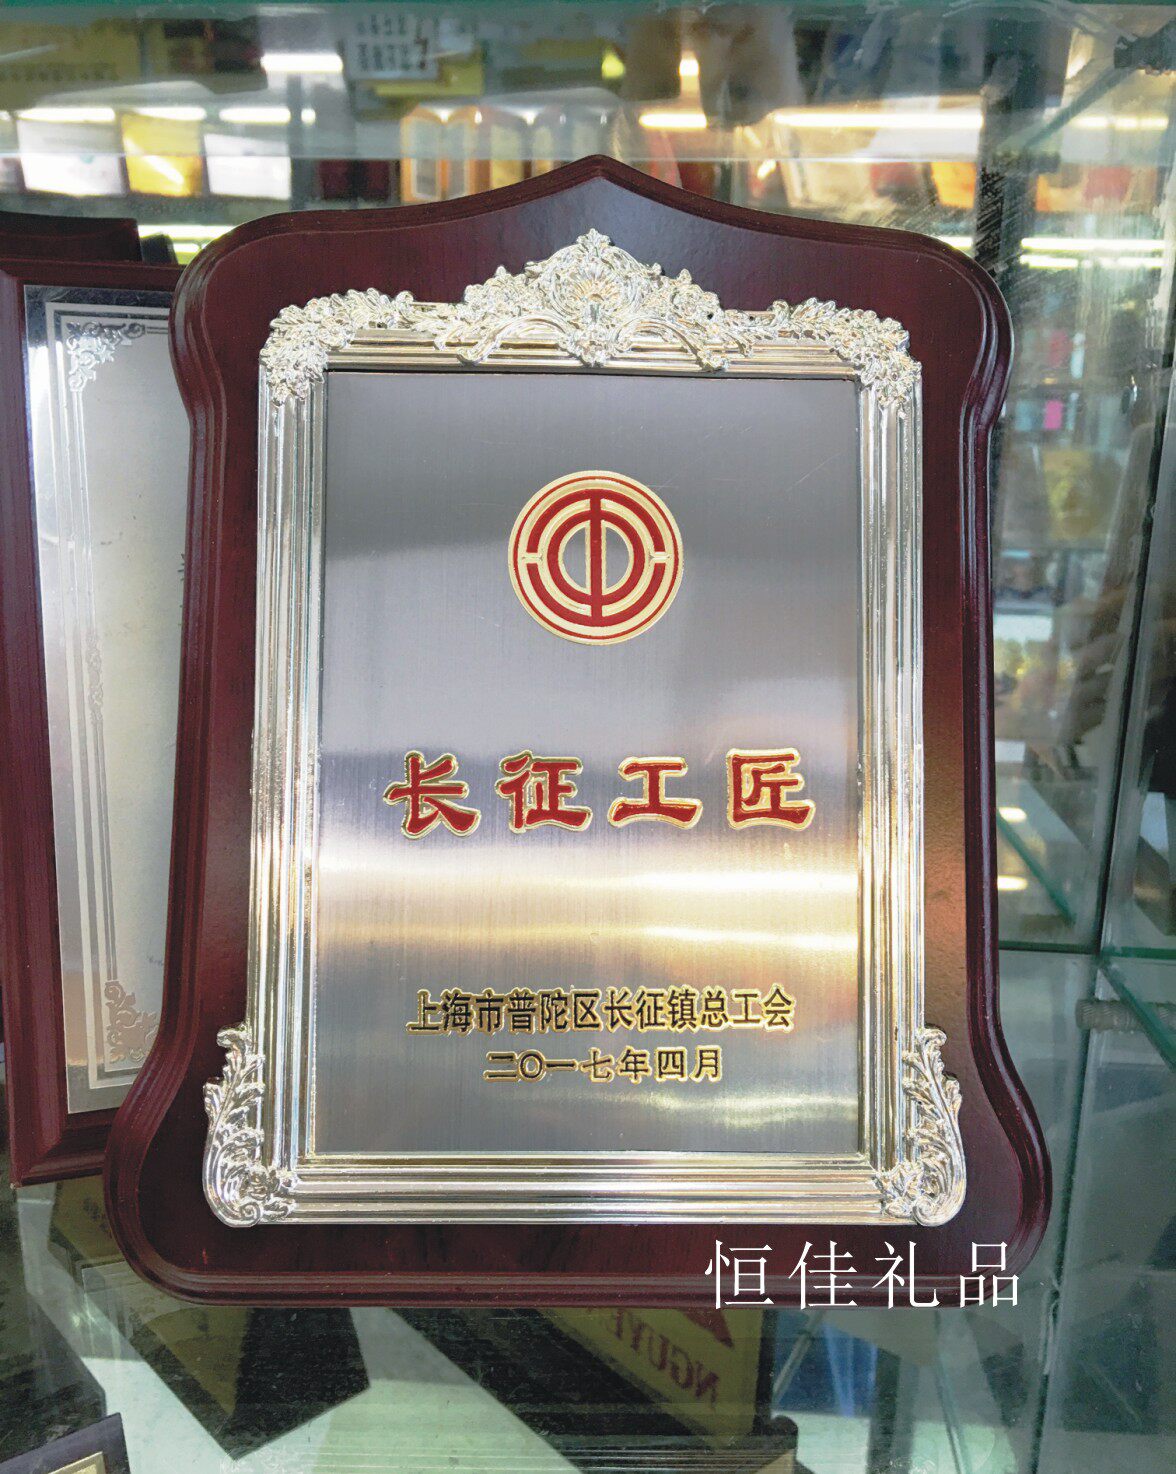 长征工匠
上海市普陀区长征镇总工会
二〇一七年四月
恒佳礼品